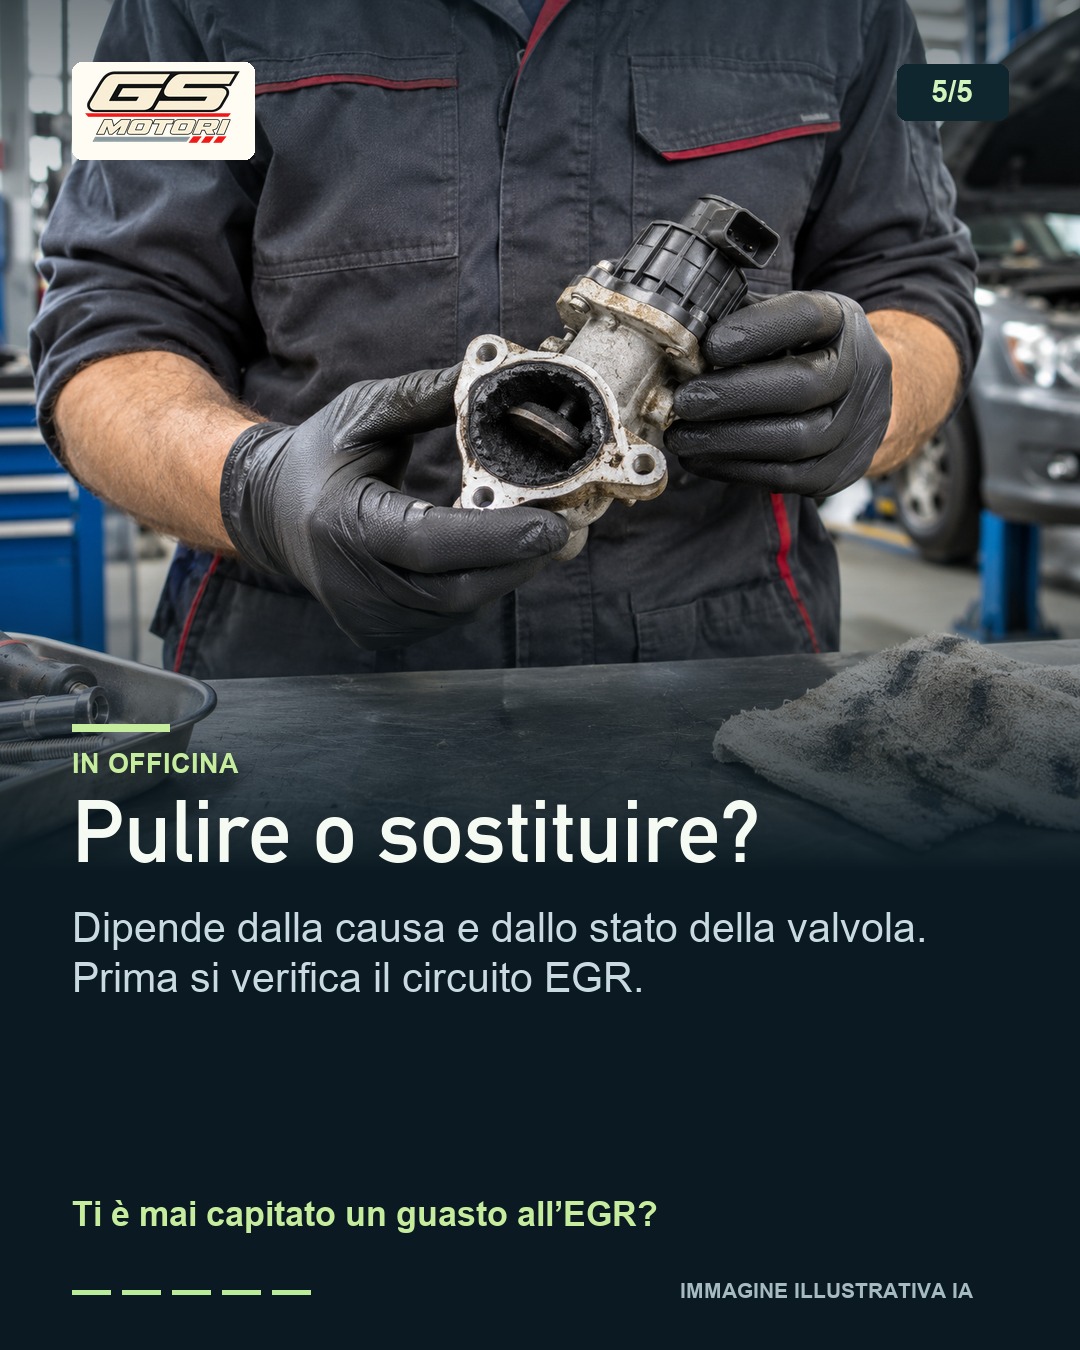 GS
MOTORI
5/5
IN OFFICINA
Pulire o sostituire?
Dipende dalla causa e dallo stato della valvola.
Prima si verifica il circuito EGR.
Ti è mai capitato un guasto all’EGR?
IMMAGINE ILLUSTRATIVA IA